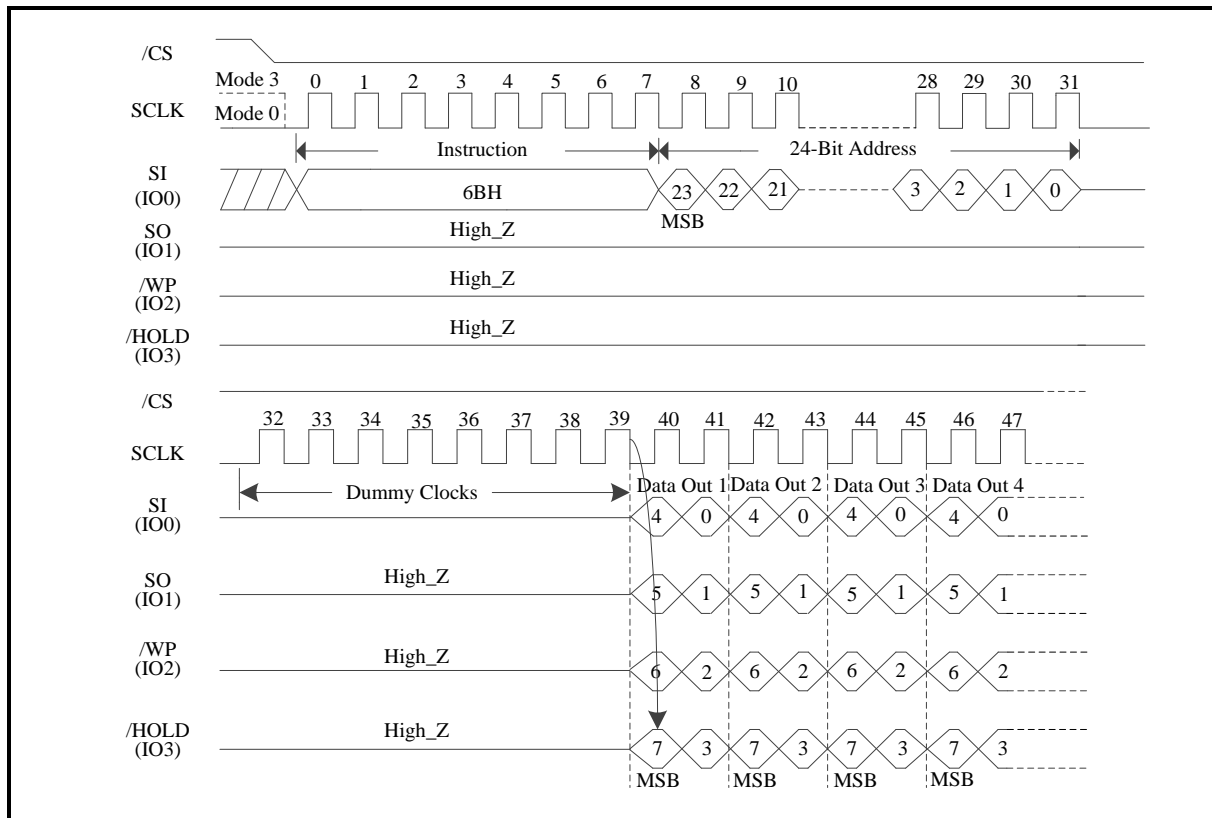 /CS
Mode 3
0 1 2 3 4 5 6 7 8 9 10 28 29 30 31
SCLK
Mode 0
Instruction 24-Bit Address
SI
(IO0)
6BH 23 22 21 3 2 1 0
MSB
SO
(IO1)
High_Z
/WP
(IO2)
High_Z
/HOLD
(IO3)
High_Z
/CS
32 33 34 35 36 37 38 39 40 41 42 43 44 45 46 47
SCLK
Dummy Clocks Data Out 1 Data Out 2 Data Out 3 Data Out 4
SI
(IO0)
4 0 4 0 4 0 4 0
SO
(IO1)
High_Z 5 1 5 1 5 1 5 1
/WP
(IO2)
High_Z 6 2 6 2 6 2 6 2
/HOLD
(IO3)
High_Z 7 3 7 3 7 3 7 3
MSB MSB MSB MSB